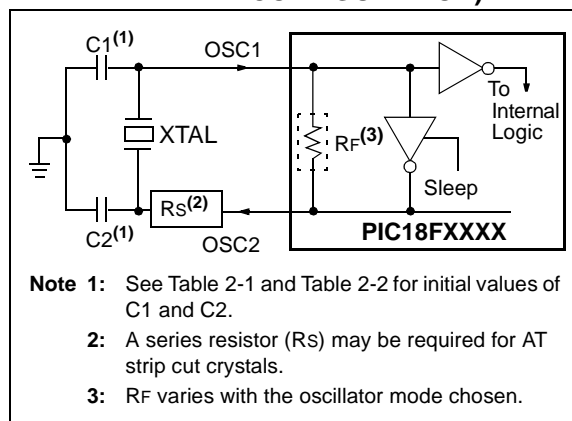 C1(1)
OSC1
To
Internal
Logic
XTAL
RF(3)
Sleep
RS(2)
C2(1)
OSC2
PIC18FXXXX
Note 1: See Table 2-1 and Table 2-2 for initial values of
C1 and C2.
2: A series resistor (RS) may be required for AT
strip cut crystals.
3: RF varies with the oscillator mode chosen.